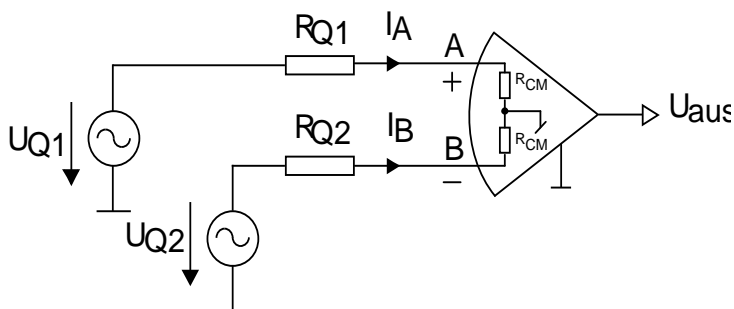 RQ1 IA A
+
RCM
UQ1
RQ2 IB B
−
RCM
Uaus
UQ2